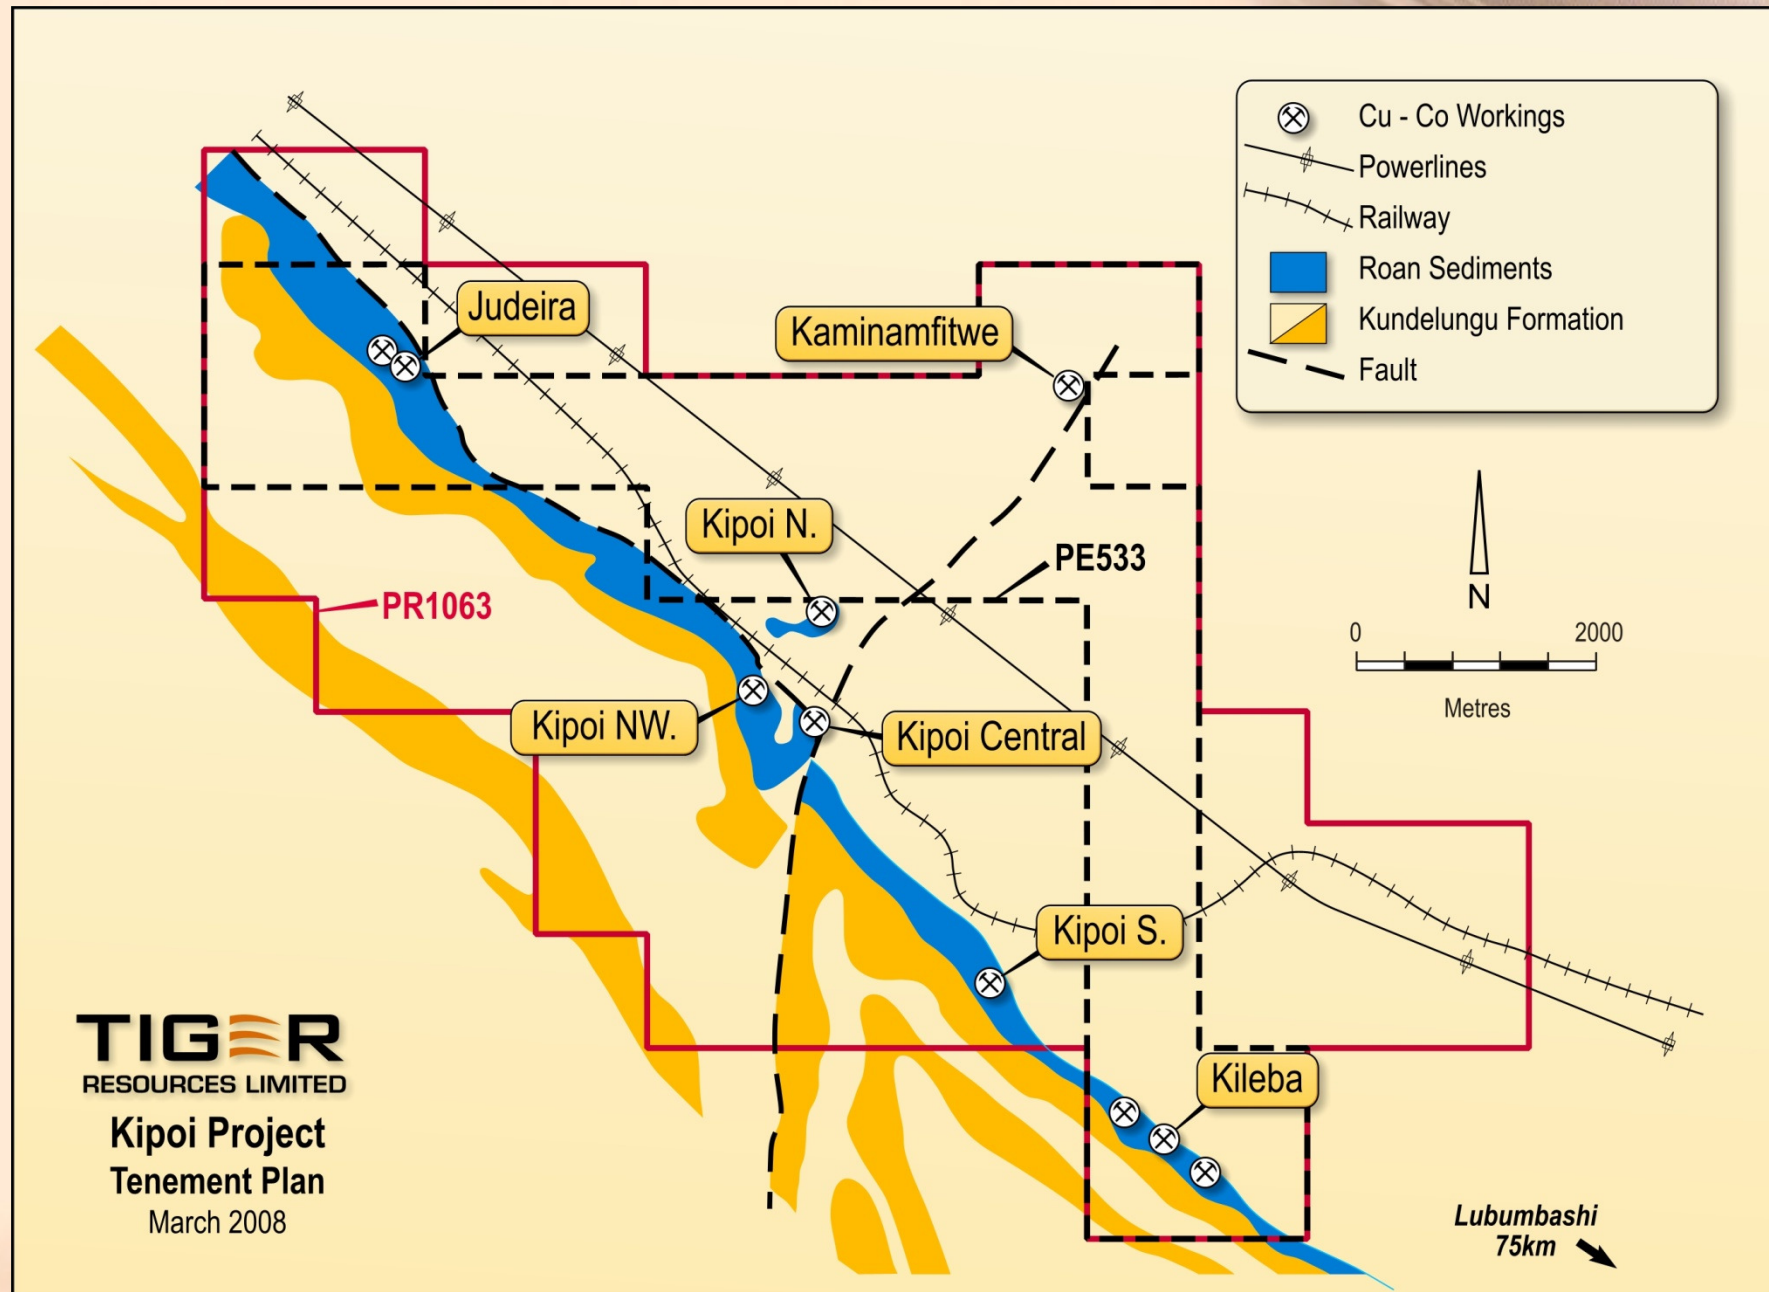 Cu - Co Workings
Powerlines
Railway
Roan Sediments
Kundelungu Formation
Fault
Judeira
Kaminamfitwe
Kipoi N.
PE533
PR1063
N
0 2000
Metres
Kipoi NW.
Kipoi Central
Kipoi S.
Kileba
TIGER
RESOURCES LIMITED
Kipoi Project
Tenement Plan
March 2008
Lubumbashi
75km